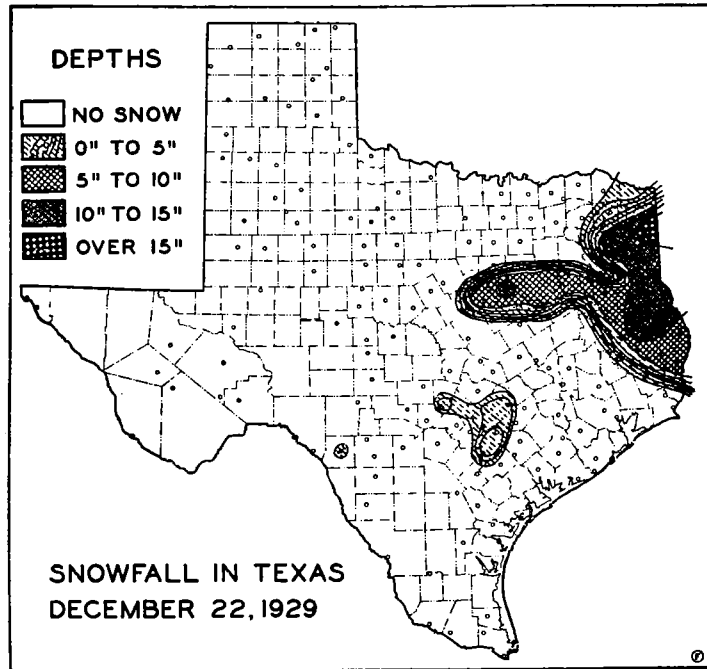 DEPTHS
NO SNOW
0" TO 5"
5" TO 10"
10" TO 15"
OVER 15"
SNOWFALL IN TEXAS
DECEMBER 22, 1929